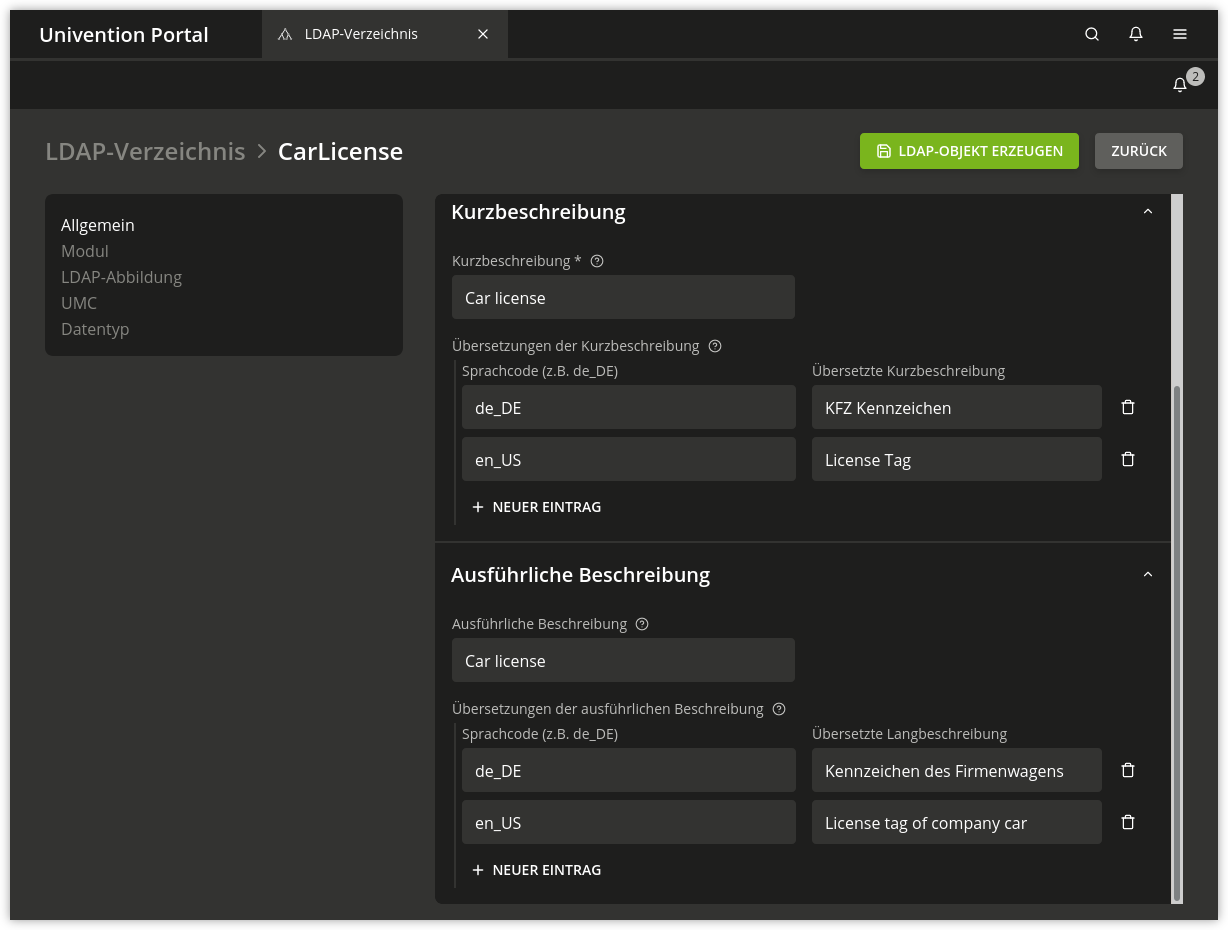 Univention Portal
LDAP-Verzeichnis
2
LDAP-Verzeichnis > CarLicense
LDAP-OBJEKT ERZEUGEN
ZURÜCK
Allgemein
Modul
LDAP-Abbildung
UMC
Datentyp
Kurzbeschreibung
Kurzbeschreibung *
Car license
Übersetzungen der Kurzbeschreibung
Sprachcode (z.B. de_DE)
Übersetzte Kurzbeschreibung
de_DE
KFZ Kennzeichen
en_US
License Tag
+ NEUER EINTRAG
Ausführliche Beschreibung
Ausführliche Beschreibung
Car license
Übersetzungen der ausführlichen Beschreibung
Sprachcode (z.B. de_DE)
Übersetzte Langbeschreibung
de_DE
Kennzeichen des Firmenwagens
en_US
License tag of company car
+ NEUER EINTRAG